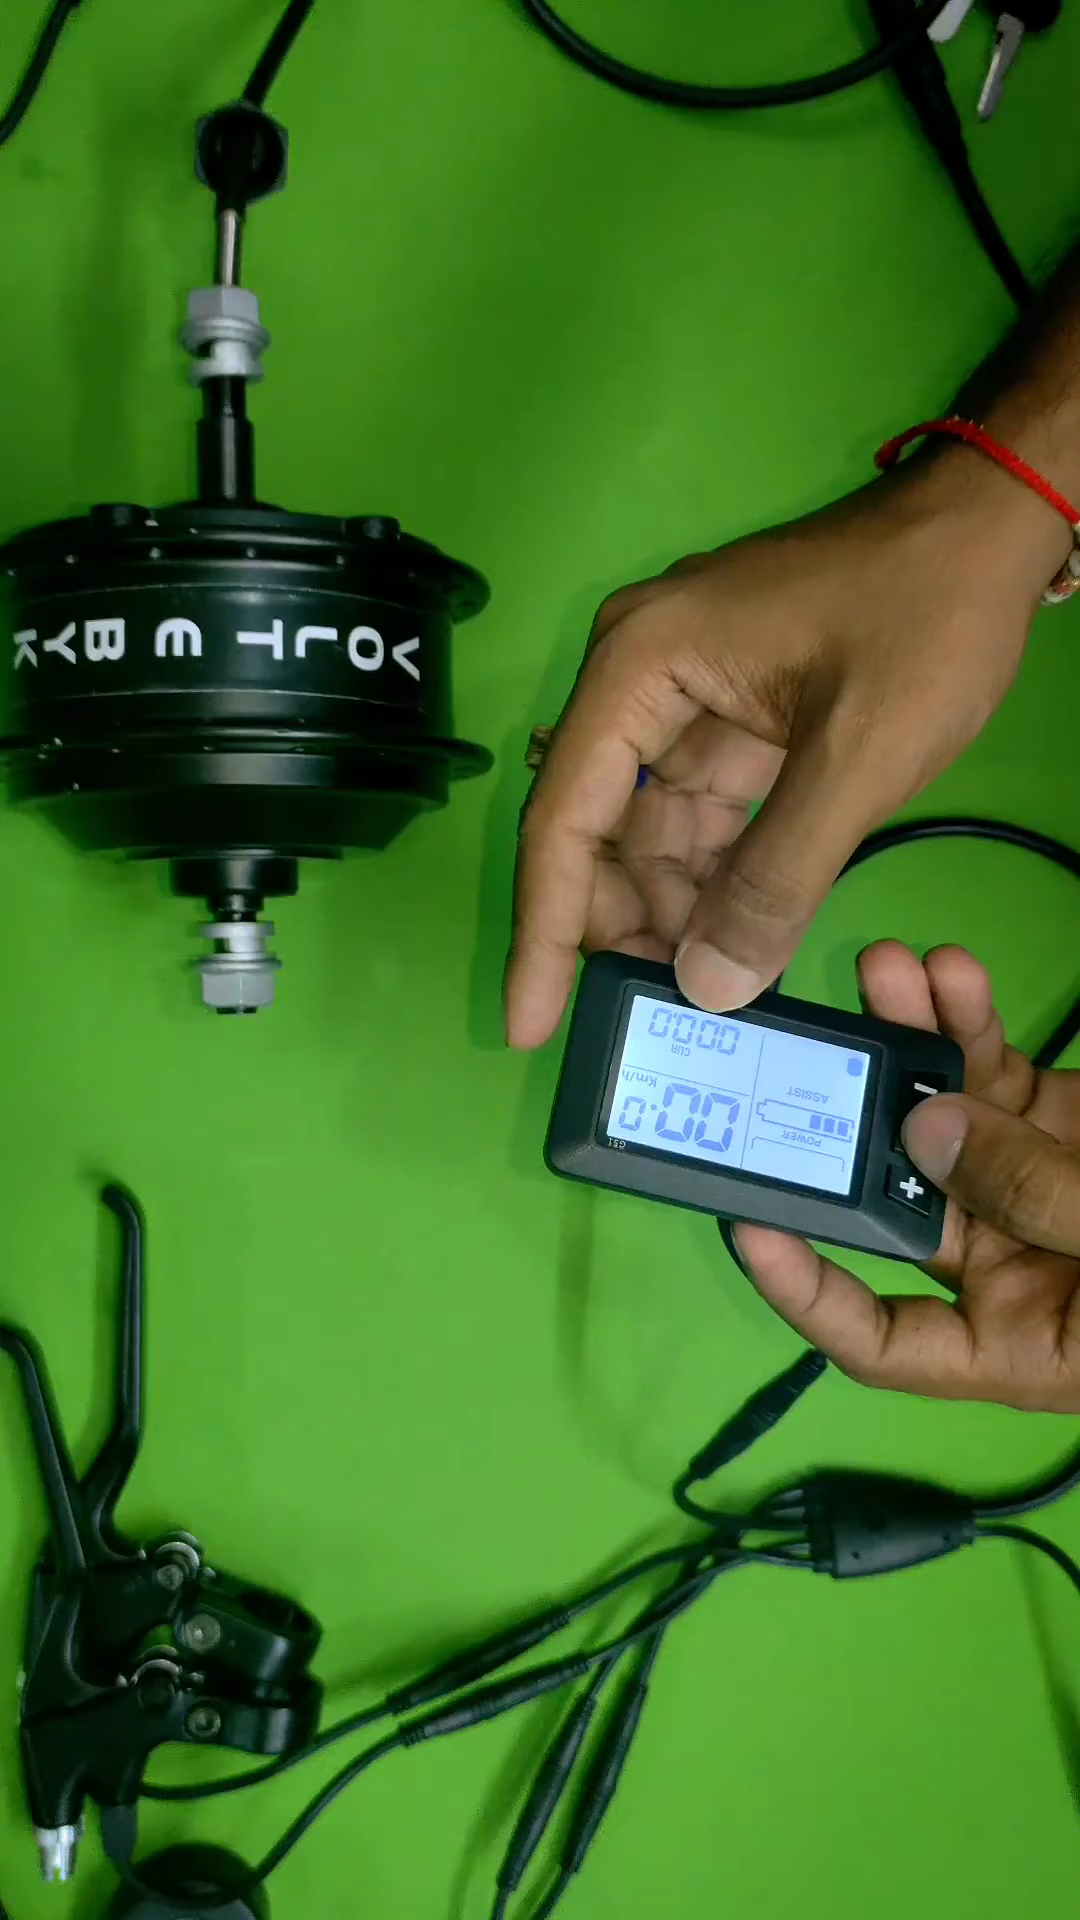 VOLT E BYK
G51
POWER
00.0 Km/h
ASSIST
CUR
000.0
+
−